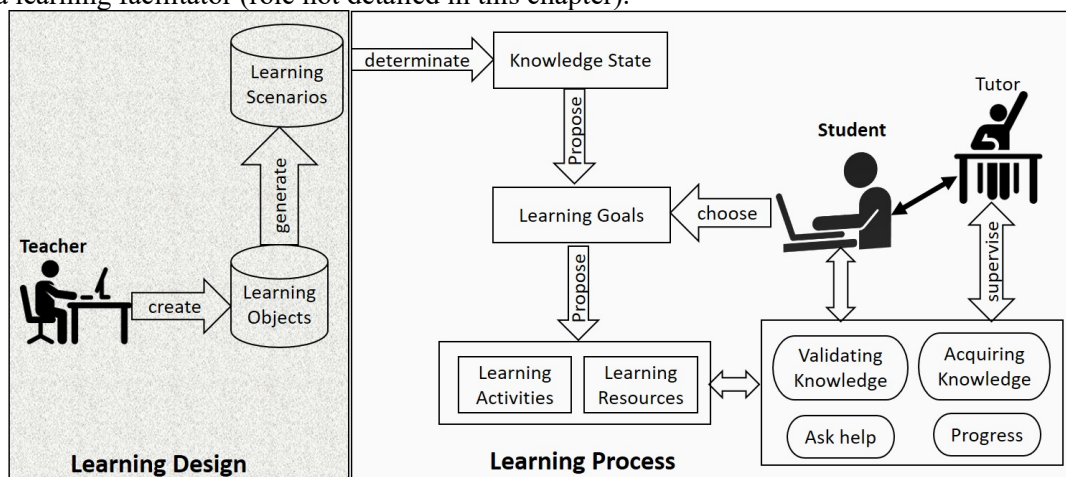 a learning facilitator (role not detailed in this chapter).
Learning
Scenarios
determinate
Knowledge State
Tutor
Propose
Student
generate
Learning Goals
choose
Teacher
create
Learning
Objects
Propose
supervise
Learning
Activities
Learning
Resources
Validating
Knowledge
Acquiring
Knowledge
Ask help
Progress
Learning Design
Learning Process